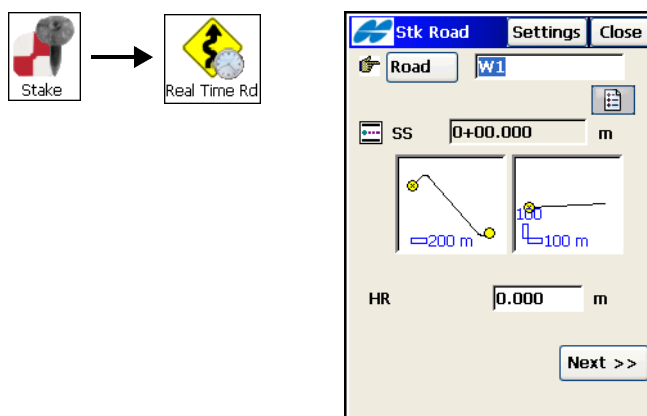 Stake
Real Time Rd
Stk Road
Settings
Close
Road
W1
SS
0+00.000
m
200 m
100
100 m
HR
0.000
m
Next >>